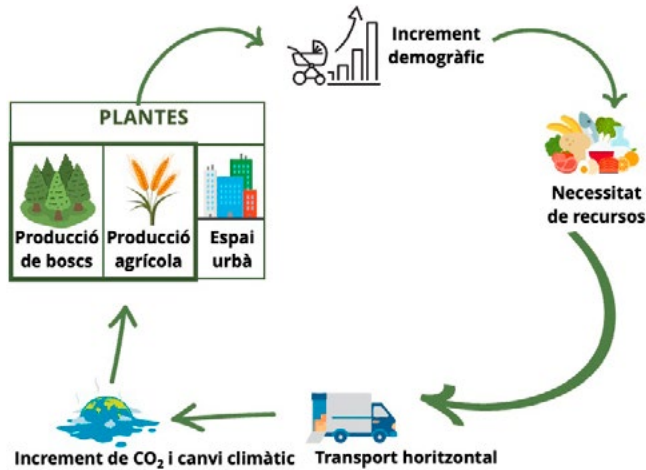 Increment
demogràfic
Necessitat
de recursos
Transport horitzontal
Increment de CO₂ i canvi climàtic
PLANTES
Producció
de boscs
Producció
agrícola
Espai
urbà